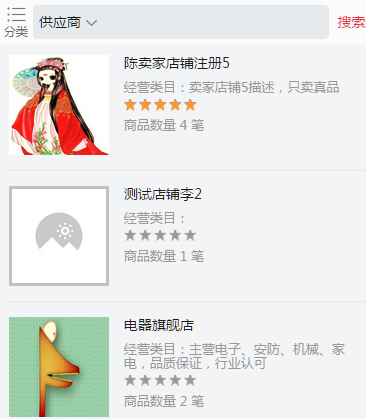 分类
供应商
搜索
陈卖家店铺注册5
经营类目：卖家店铺5描述，只卖真品
商品数量 4 笔
测试店铺李2
经营类目：
商品数量 1 笔
电器旗舰店
经营类目：主营电子、安防、机械、家
电，品质保证，行业认可
商品数量 2 笔